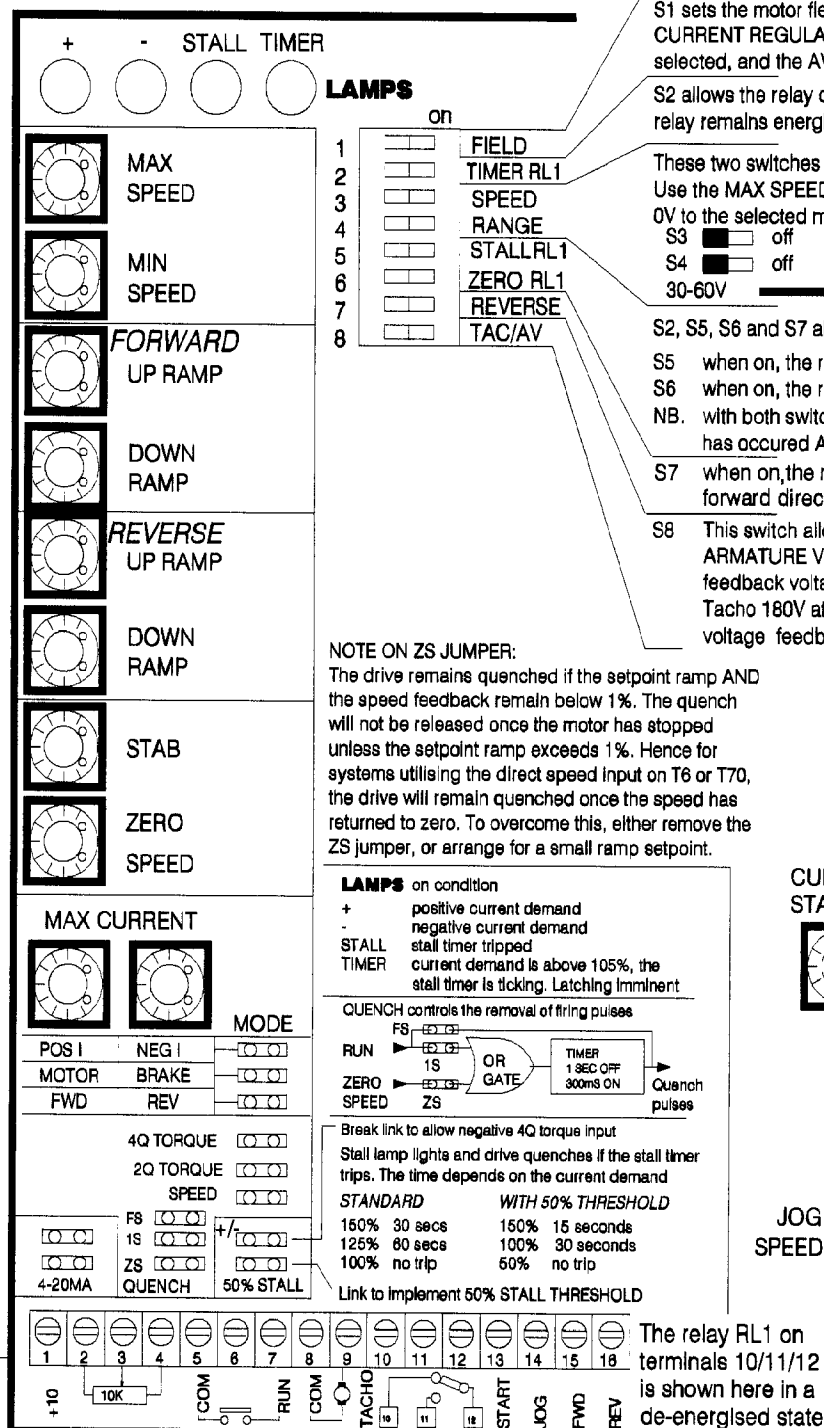 + - STALL TIMER
LAMPS
on
1 FIELD
2 TIMER RL1
3 SPEED
4 RANGE
5 STALLRL1
6 ZERO RL1
7 REVERSE
8 TAC/AV
MAX
SPEED
MIN
SPEED
FORWARD
UP RAMP
DOWN
RAMP
REVERSE
UP RAMP
DOWN
RAMP
STAB
ZERO
SPEED
MAX CURRENT
MODE
POS I NEG I
MOTOR BRAKE
FWD REV
4Q TORQUE
2Q TORQUE
SPEED
FS
1S
+/-
ZS
4-20MA QUENCH 50% STALL
S1 sets the motor
CURRENT
selected, and the
S2 allows the relay
relay remains
These two switches
Use the MAX SPEED
0V to the selected
S3 off
S4 off
30-60V
S2, S5, S6 and S7
S5 when on, the
S6 when on, the
NB. with both
has occured
S7 when on,the
forward
S8 This switch
ARMATURE
feedback
Tacho 180V
voltage
NOTE ON ZS JUMPER:
The drive remains quenched if the setpoint ramp AND
the speed feedback remain below 1%. The quench
will not be released once the motor has stopped
unless the setpoint ramp exceeds 1%. Hence for
systems utilising the direct speed input on T6 or T70,
the drive will remain quenched once the speed has
returned to zero. To overcome this, either remove the
ZS jumper, or arrange for a small ramp setpoint.
LAMPS on condition
+ positive current demand
- negative current demand
STALL stall timer tripped
TIMER current demand is above 105%, the
stall timer is ticking. Latching imminent
QUENCH controls the removal of firing pulses
FS
RUN
1S
OR
GATE
TIMER
1 SEC OFF
300mS ON
ZERO
SPEED
ZS
Quench
pulses
Break link to allow negative 4Q torque input
Stall lamp lights and drive quenches if the stall timer
trips. The time depends on the current demand
STANDARD WITH 50% THRESHOLD
150% 30 secs 150% 15 seconds
125% 60 secs 100% 30 seconds
100% no trip 50% no trip
Link to implement 50% STALL THRESHOLD
JOG
SPEED
1 2 3 4 5 6 7 8 9 10 11 12 13 14 15 16
+10
10K
COM
RUN
COM
TACHO
10 11 12
START
JOG
FWD
REV
The relay RL1 on
terminals 10/11/12
is shown here in a
de-energised state